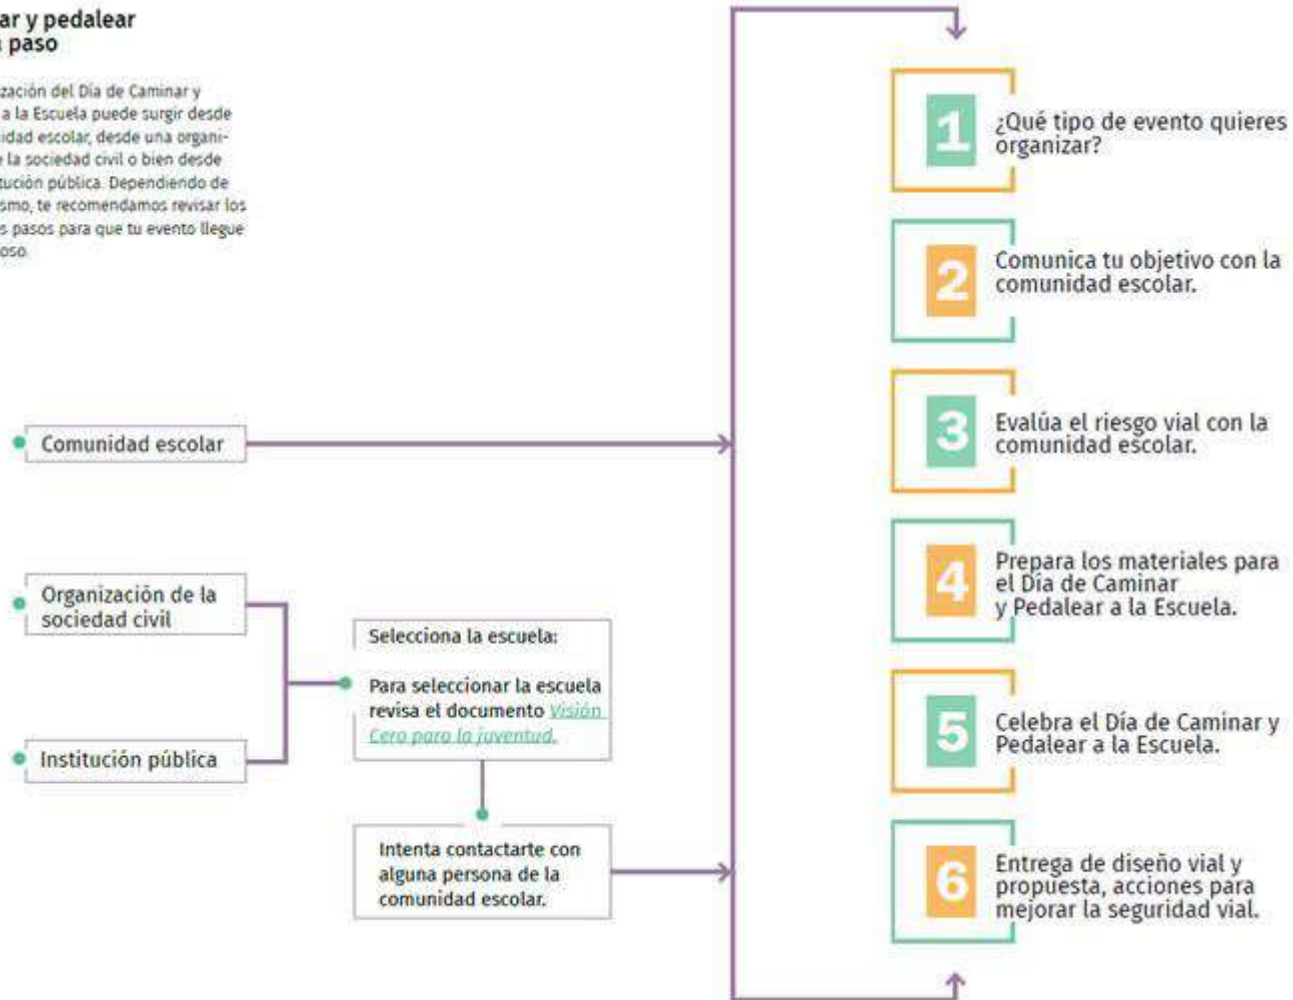 ar y pedalear
paso
zación del Día de Caminar y
a la Escuela puede surgir desde
idad escolar, desde una organi-
e la sociedad civil o bien desde
titución pública. Dependiendo de
smo, te recomendamos revisar los
s pasos para que tu evento llegue
oso.
Comunidad escolar
Organización de la
sociedad civil
Institución pública
Selecciona la escuela:
Para seleccionar la escuela
revisa el documento Visión
Cero para la juventud.
Intenta contactarte con
alguna persona de la
comunidad escolar.
1
¿Qué tipo de evento quieres
organizar?
2
Comunica tu objetivo con la
comunidad escolar.
3
Evalúa el riesgo vial con la
comunidad escolar.
4
Prepara los materiales para
el Día de Caminar
y Pedalear a la Escuela.
5
Celebra el Día de Caminar y
Pedalear a la Escuela.
6
Entrega de diseño vial y
propuesta, acciones para
mejorar la seguridad vial.